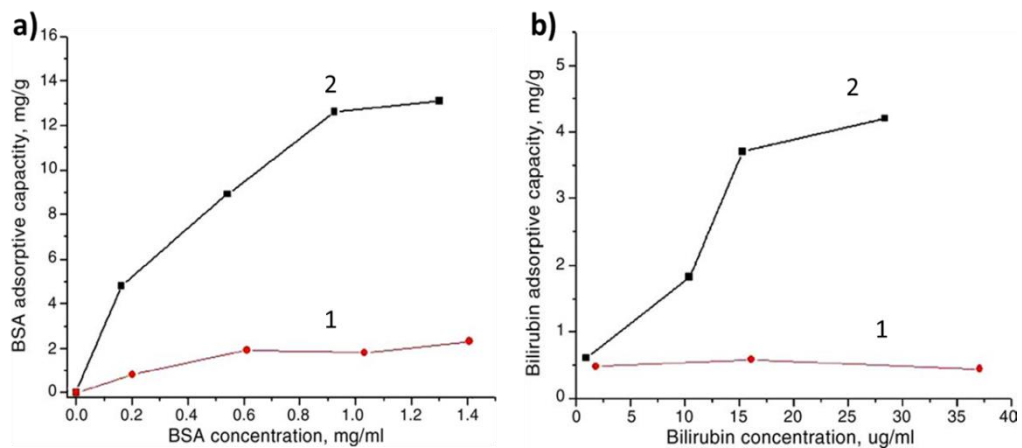 a)
BSA adsorptive capactity, mg/g
16
14
12
10
8
6
4
2
0
2
1
0.0 0.2 0.4 0.6 0.8 1.0 1.2 1.4
BSA concentration, mg/ml
b)
Bilirubin adsorptive capacity, mg/g
5
4
3
2
1
0
2
1
0 5 10 15 20 25 30 35 40
Bilirubin concentration, ug/ml